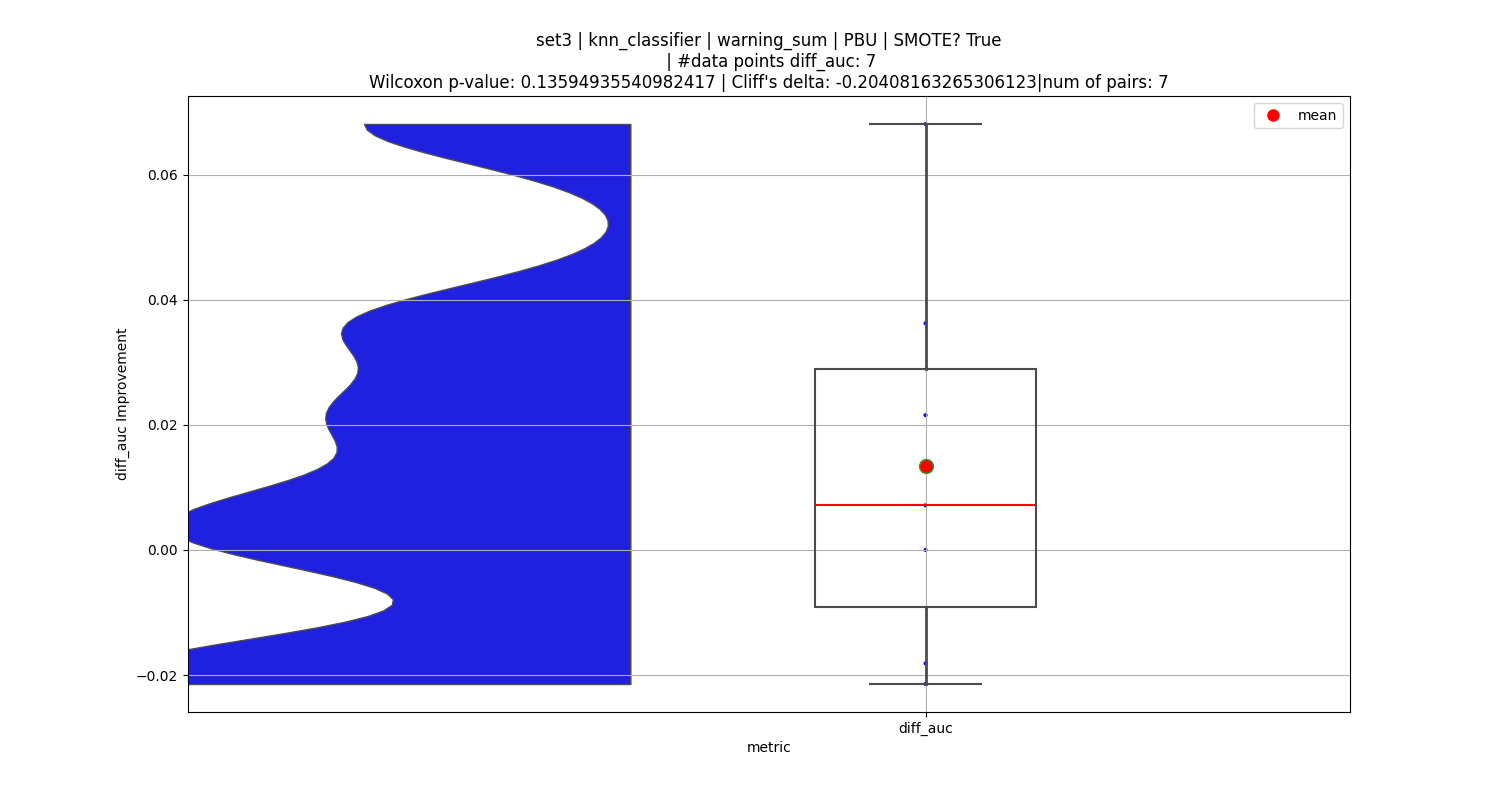 set3 | knn_classifier | warning_sum | PBU | SMOTE? True
| #data points diff_auc: 7
Wilcoxon p-value: 0.13594935540982417 | Cliff's delta: -0.20408163265306123|num of pairs: 7
mean
0.06
0.04
0.02
0.00
−0.02
diff_auc Improvement
diff_auc
metric